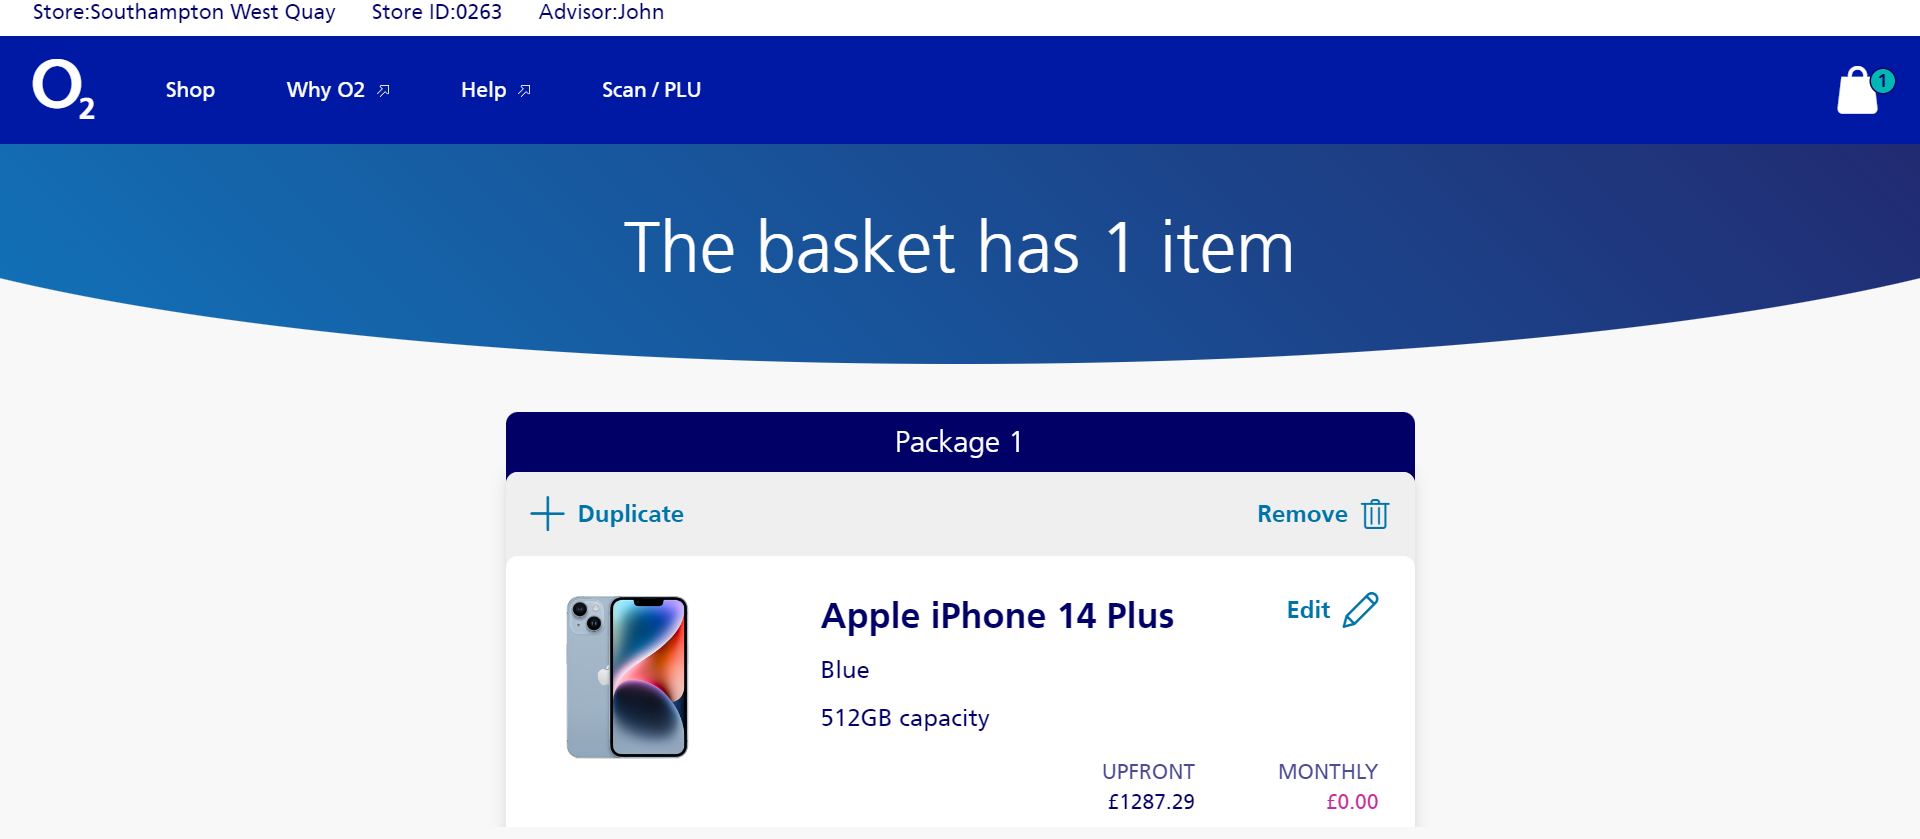 Store:Southampton West Quay Store ID:0263 Advisor:John
O2 Shop Why O2 Help Scan / PLU 1
The basket has 1 item
Package 1
Duplicate Remove
Apple iPhone 14 Plus Edit
Blue
512GB capacity
UPFRONT MONTHLY
£1287.29 £0.00